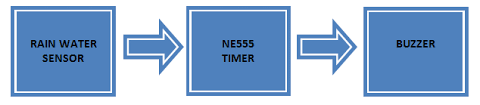 RAIN WATER
SENSOR
NE555
TIMER
BUZZER